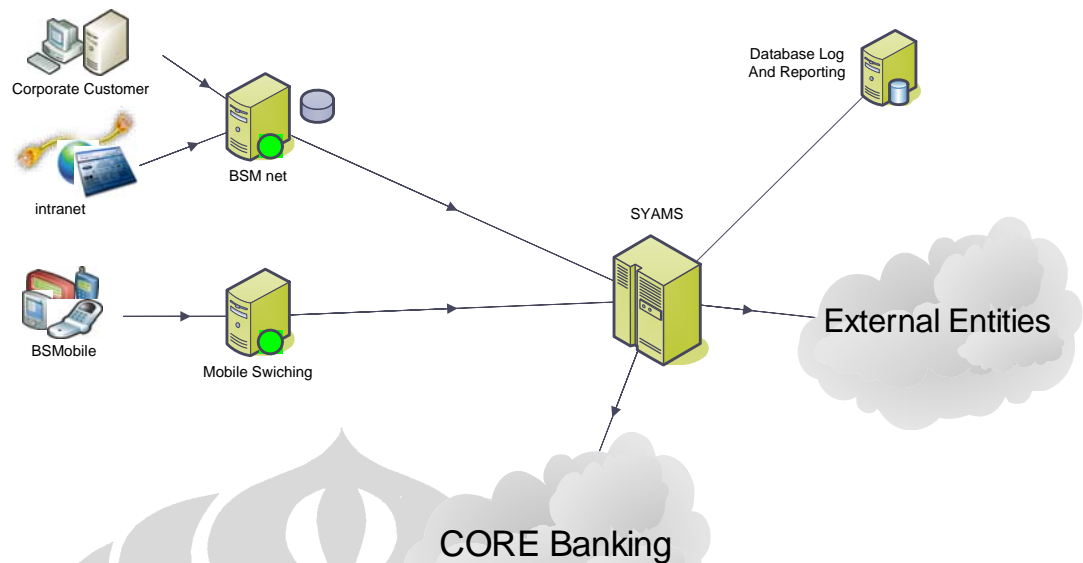 Corporate Customer
intranet
BSM net
BSMobile
Mobile Swiching
SYAMS
Database Log
And Reporting
External Entities
CORE Banking